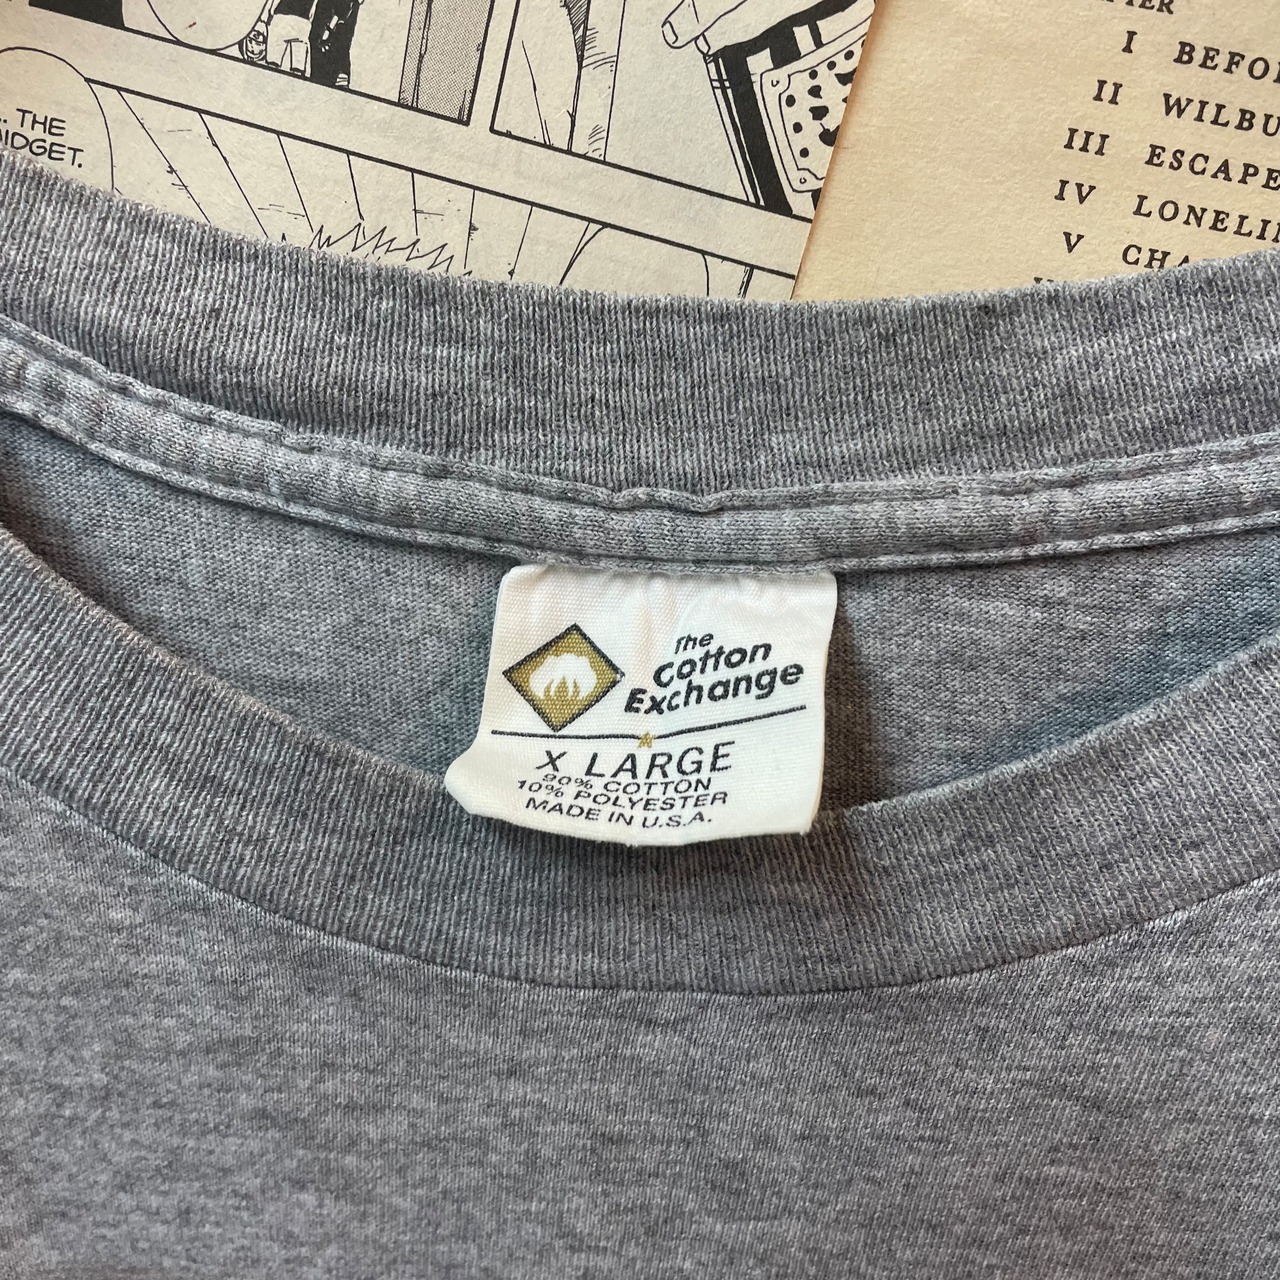 .. THE
I BEFO
II WILBU
III ESCAPE
IV LONELI
V CHA
The
Cotton
Exchange
X LARGE
90% COTTON
10% POLYESTER
MADE IN U.S.A.